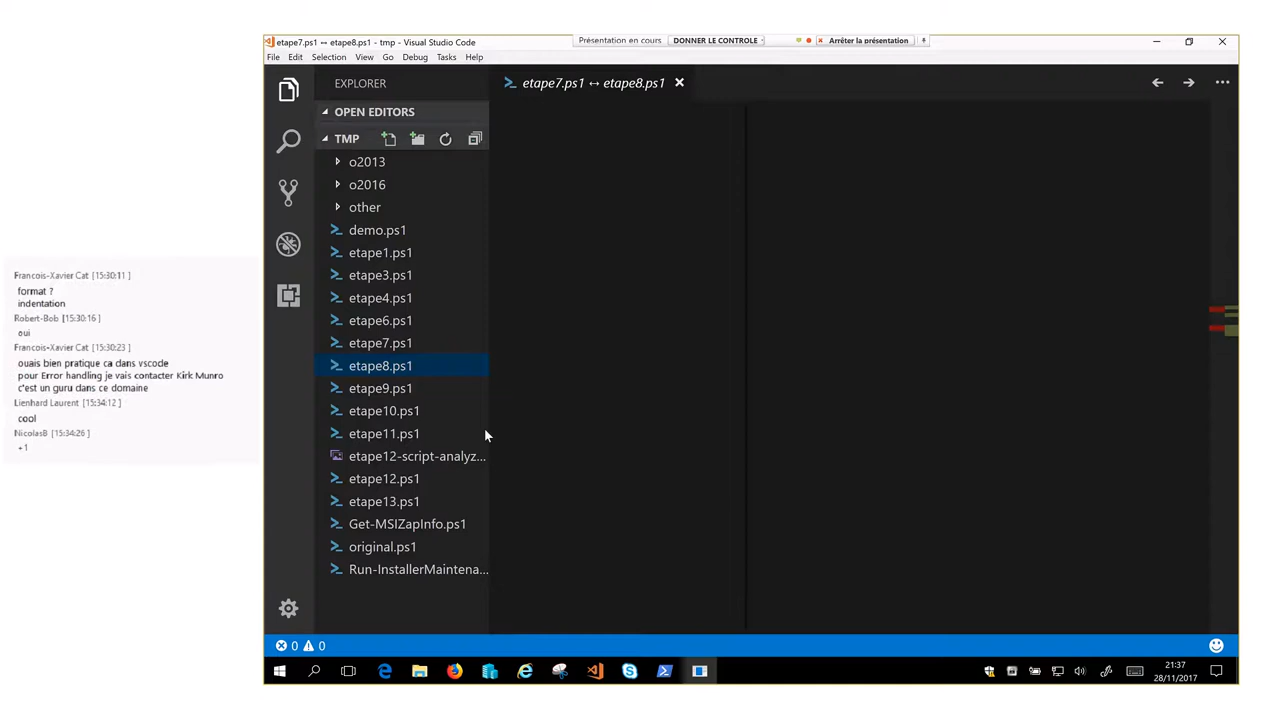 etape7.ps1 ↔ etape8.ps1 - tmp - Visual Studio Code
Présentation en cours
DONNER LE CONTROLE
Arrêter la présentation
File Edit Selection View Go Debug Tasks Help
EXPLORER
etape7.ps1 ↔ etape8.ps1
OPEN EDITORS
TMP
o2013
o2016
other
demo.ps1
etape1.ps1
etape3.ps1
etape4.ps1
etape6.ps1
etape7.ps1
etape8.ps1
etape9.ps1
etape10.ps1
etape11.ps1
etape12-script-analyz...
etape12.ps1
etape13.ps1
Get-MSIZapInfo.ps1
original.ps1
Run-InstallerMaintena...
Francois-Xavier Cat [15:30:11 ]
format ?
indentation
Robert-Bob [15:30:16 ]
oui
Francois-Xavier Cat [15:30:23 ]
ouais bien pratique ca dans vscode
pour Error handling je vais contacter Kirk Munro
c'est un guru dans ce domaine
Lienhard Laurent [15:34:12 ]
cool
NicolasB [15:34:26 ]
+1
0 0
21:37
28/11/2017